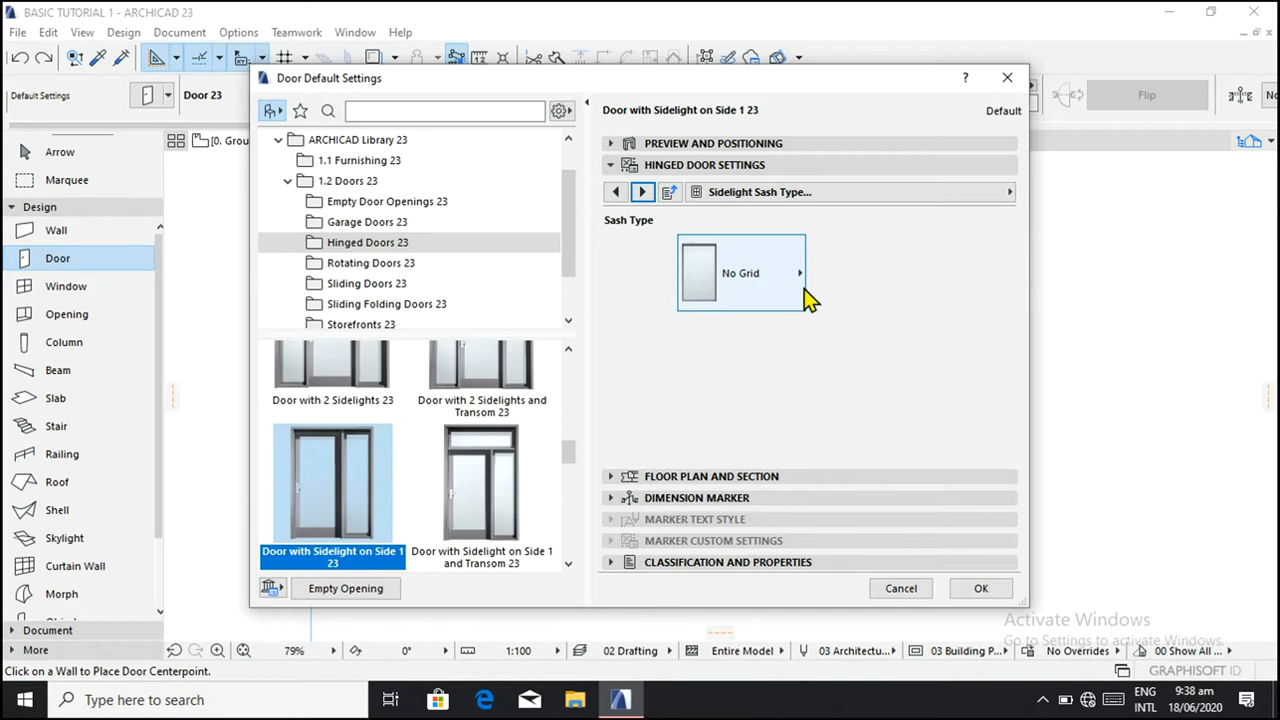 BASIC TUTORIAL 1 - ARCHICAD 23
File Edit View Design Document Options Teamwork Window Help
Default Settings
Door 23
Flip
[0. Grou
Arrow
Marquee
Design
Wall
Door
Window
Opening
Column
Beam
Slab
Stair
Railing
Roof
Shell
Skylight
Curtain Wall
Morph
Document
More
Door Default Settings
?
ARCHICAD Library 23
1.1 Furnishing 23
1.2 Doors 23
Empty Door Openings 23
Garage Doors 23
Hinged Doors 23
Rotating Doors 23
Sliding Doors 23
Sliding Folding Doors 23
Storefronts 23
Door with 2 Sidelights 23
Door with 2 Sidelights and
Transom 23
Door with Sidelight on Side 1
23
Door with Sidelight on Side 1
and Transom 23
Empty Opening
Door with Sidelight on Side 1 23
Default
PREVIEW AND POSITIONING
HINGED DOOR SETTINGS
Sidelight Sash Type...
Sash Type
No Grid
FLOOR PLAN AND SECTION
DIMENSION MARKER
MARKER TEXT STYLE
MARKER CUSTOM SETTINGS
CLASSIFICATION AND PROPERTIES
Cancel
OK
Activate Windows
Go to Settings to activate Windows.
79%
0°
1:100
02 Drafting
Entire Model
03 Architectu...
03 Building P...
No Overrides
00 Show All ...
Click on a Wall to Place Door Centerpoint.
GRAPHISOFT ID
Type here to search
ENG
INTL
9:38 am
18/06/2020